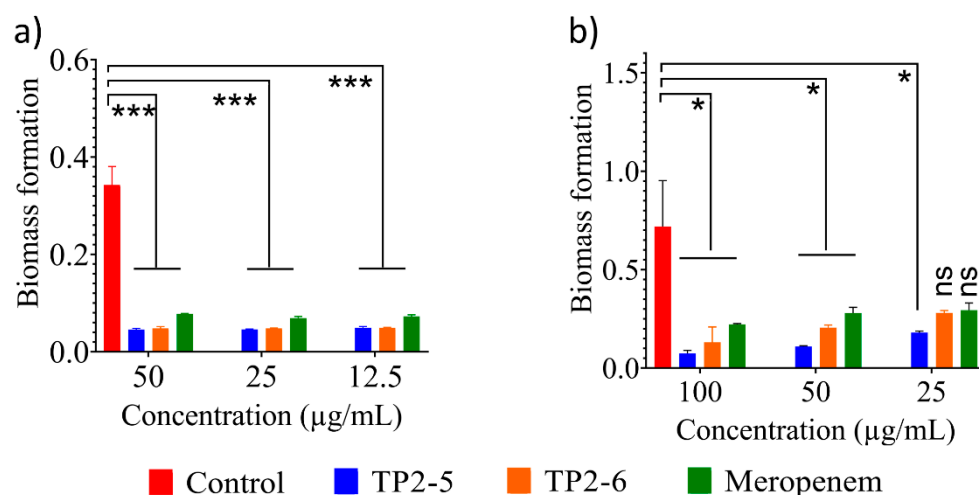 a)
Biomass formation
0.6
0.4
0.2
0.0
***
***
***
50 25 12.5
Concentration (µg/mL)
b)
Biomass formation
1.5
1.0
0.5
0.0
*
*
*
ns
ns
100 50 25
Concentration (µg/mL)
Control TP2-5 TP2-6 Meropenem